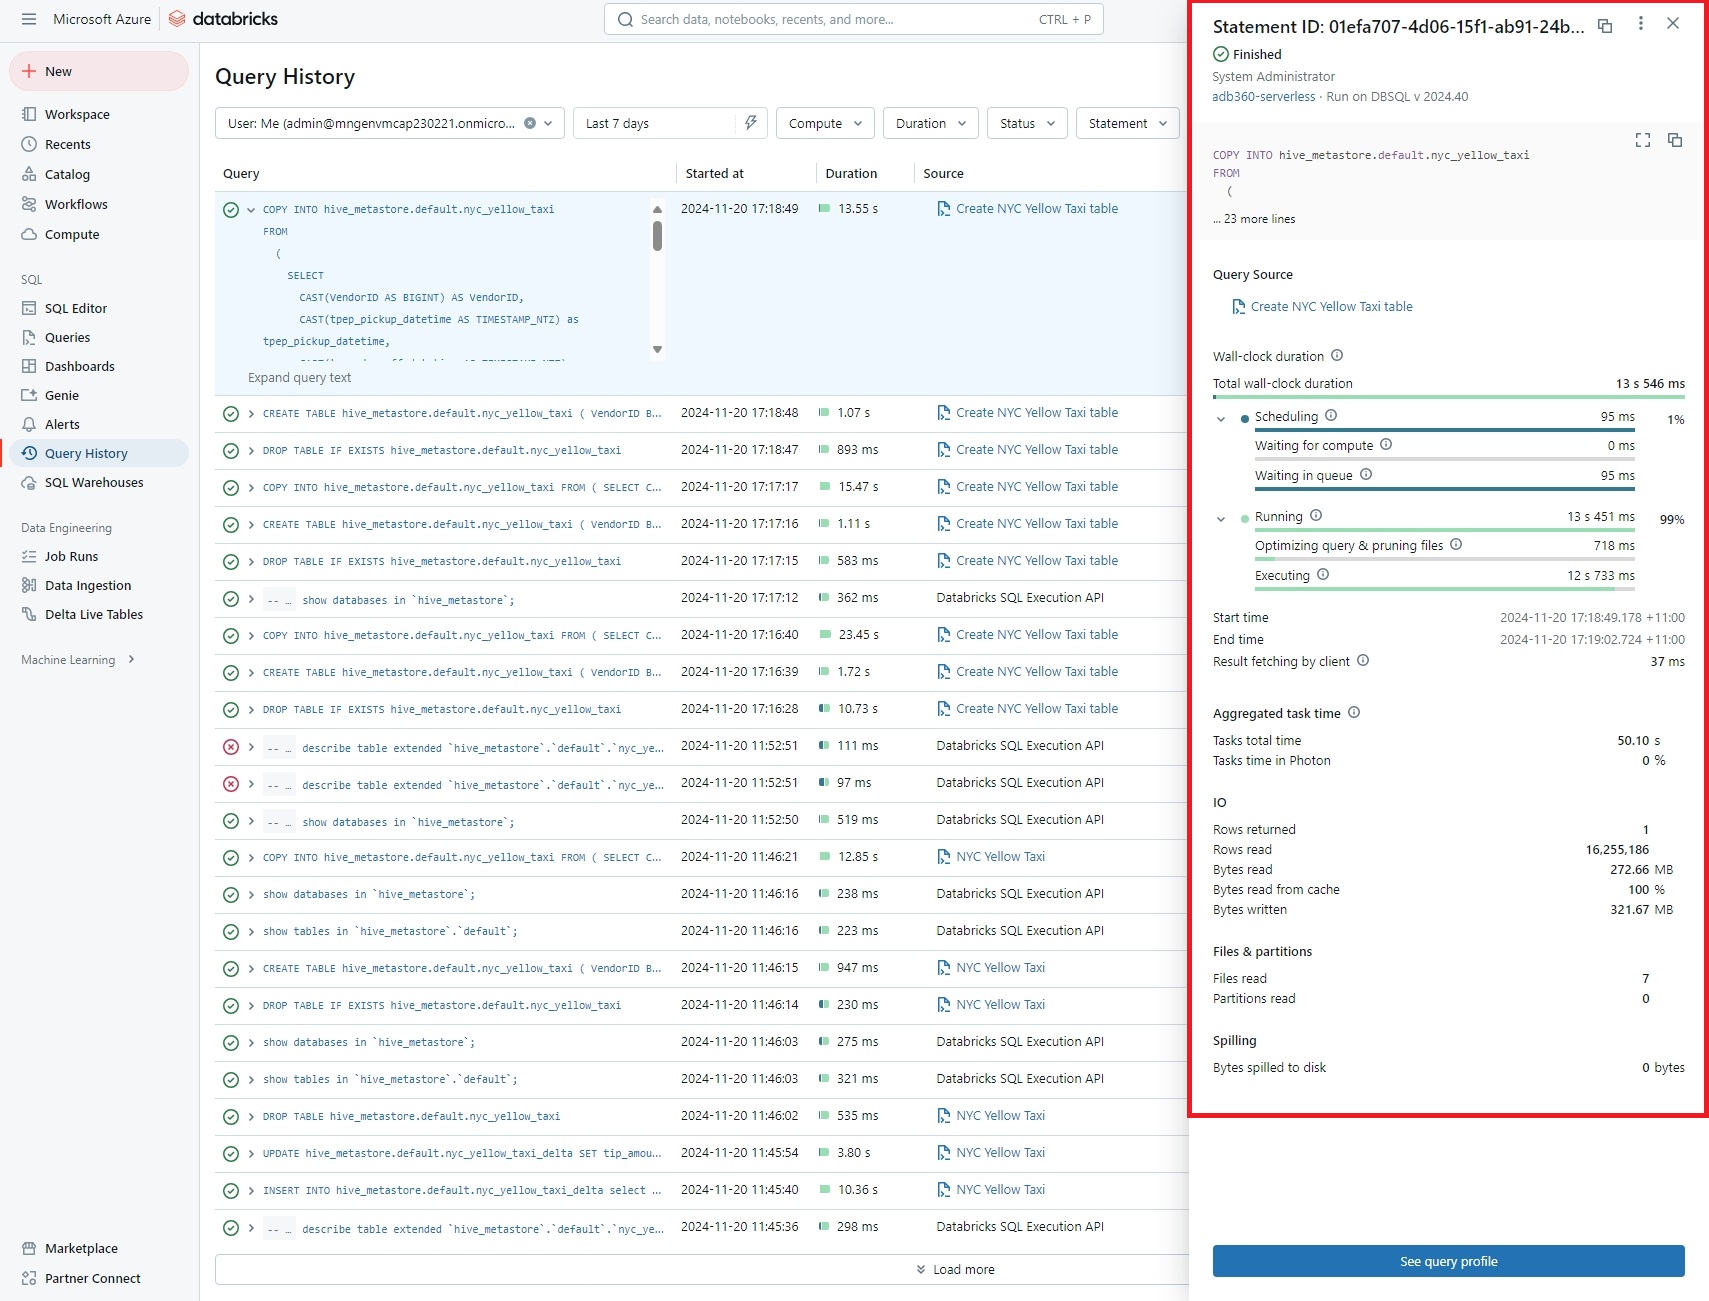 Microsoft Azure
databricks
Search data, notebooks, recents, and more...
CTRL + P
New
Workspace
Recents
Catalog
Workflows
Compute
SQL
SQL Editor
Queries
Dashboards
Genie
Alerts
Query History
SQL Warehouses
Data Engineering
Job Runs
Data Ingestion
Delta Live Tables
Machine Learning
Marketplace
Partner Connect
Query History
User: Me (admin@mngenvmcap230221.onmicro...
Last 7 days
Compute
Duration
Status
Statement
Query Started at Duration Source
COPY INTO hive_metastore.default.nyc_yellow_taxi 2024-11-20 17:18:49 13.55 s Create NYC Yellow Taxi table
FROM
(
SELECT
CAST(VendorID AS BIGINT) AS VendorID,
CAST(tpep_pickup_datetime AS TIMESTAMP_NTZ) as
tpep_pickup_datetime,
Expand query text
CREATE TABLE hive_metastore.default.nyc_yellow_taxi ( VendorID B... 2024-11-20 17:18:48 1.07 s Create NYC Yellow Taxi table
DROP TABLE IF EXISTS hive_metastore.default.nyc_yellow_taxi 2024-11-20 17:18:47 893 ms Create NYC Yellow Taxi table
COPY INTO hive_metastore.default.nyc_yellow_taxi FROM ( SELECT C... 2024-11-20 17:17:17 15.47 s Create NYC Yellow Taxi table
CREATE TABLE hive_metastore.default.nyc_yellow_taxi ( VendorID B... 2024-11-20 17:17:16 1.11 s Create NYC Yellow Taxi table
DROP TABLE IF EXISTS hive_metastore.default.nyc_yellow_taxi 2024-11-20 17:17:15 583 ms Create NYC Yellow Taxi table
-- … show databases in `hive_metastore`; 2024-11-20 17:17:12 362 ms Databricks SQL Execution API
COPY INTO hive_metastore.default.nyc_yellow_taxi FROM ( SELECT C... 2024-11-20 17:16:40 23.45 s Create NYC Yellow Taxi table
CREATE TABLE hive_metastore.default.nyc_yellow_taxi ( VendorID B... 2024-11-20 17:16:39 1.72 s Create NYC Yellow Taxi table
DROP TABLE IF EXISTS hive_metastore.default.nyc_yellow_taxi 2024-11-20 17:16:28 10.73 s Create NYC Yellow Taxi table
-- … describe table extended `hive_metastore`.`default`.`nyc_ye... 2024-11-20 11:52:51 111 ms Databricks SQL Execution API
-- … describe table extended `hive_metastore`.`default`.`nyc_ye... 2024-11-20 11:52:51 97 ms Databricks SQL Execution API
-- … show databases in `hive_metastore`; 2024-11-20 11:52:50 519 ms Databricks SQL Execution API
COPY INTO hive_metastore.default.nyc_yellow_taxi FROM ( SELECT C... 2024-11-20 11:46:21 12.85 s NYC Yellow Taxi
show databases in `hive_metastore`; 2024-11-20 11:46:16 238 ms Databricks SQL Execution API
show tables in `hive_metastore`.`default`; 2024-11-20 11:46:16 223 ms Databricks SQL Execution API
CREATE TABLE hive_metastore.default.nyc_yellow_taxi ( VendorID B... 2024-11-20 11:46:15 947 ms NYC Yellow Taxi
DROP TABLE IF EXISTS hive_metastore.default.nyc_yellow_taxi 2024-11-20 11:46:14 230 ms NYC Yellow Taxi
show databases in `hive_metastore`; 2024-11-20 11:46:03 275 ms Databricks SQL Execution API
show tables in `hive_metastore`.`default`; 2024-11-20 11:46:03 321 ms Databricks SQL Execution API
DROP TABLE hive_metastore.default.nyc_yellow_taxi 2024-11-20 11:46:02 535 ms NYC Yellow Taxi
UPDATE hive_metastore.default.nyc_yellow_taxi_delta SET tip_amou... 2024-11-20 11:45:54 3.80 s NYC Yellow Taxi
INSERT INTO hive_metastore.default.nyc_yellow_taxi_delta select ... 2024-11-20 11:45:40 10.36 s NYC Yellow Taxi
-- … describe table extended `hive_metastore`.`default`.`nyc_ye... 2024-11-20 11:45:36 298 ms Databricks SQL Execution API
Load more
Statement ID: 01efa707-4d06-15f1-ab91-24b...
Finished
System Administrator
adb360-serverless · Run on DBSQL v 2024.40
COPY INTO hive_metastore.default.nyc_yellow_taxi
FROM
(
... 23 more lines
Query Source
Create NYC Yellow Taxi table
Wall-clock duration
Total wall-clock duration 13 s 546 ms
Scheduling 95 ms 1%
Waiting for compute 0 ms
Waiting in queue 95 ms
Running 13 s 451 ms 99%
Optimizing query & pruning files 718 ms
Executing 12 s 733 ms
Start time 2024-11-20 17:18:49.178 +11:00
End time 2024-11-20 17:19:02.724 +11:00
Result fetching by client 37 ms
Aggregated task time
Tasks total time 50.10 s
Tasks time in Photon 0 %
IO
Rows returned 1
Rows read 16,255,186
Bytes read 272.66 MB
Bytes read from cache 100 %
Bytes written 321.67 MB
Files & partitions
Files read 7
Partitions read 0
Spilling
Bytes spilled to disk 0 bytes
See query profile